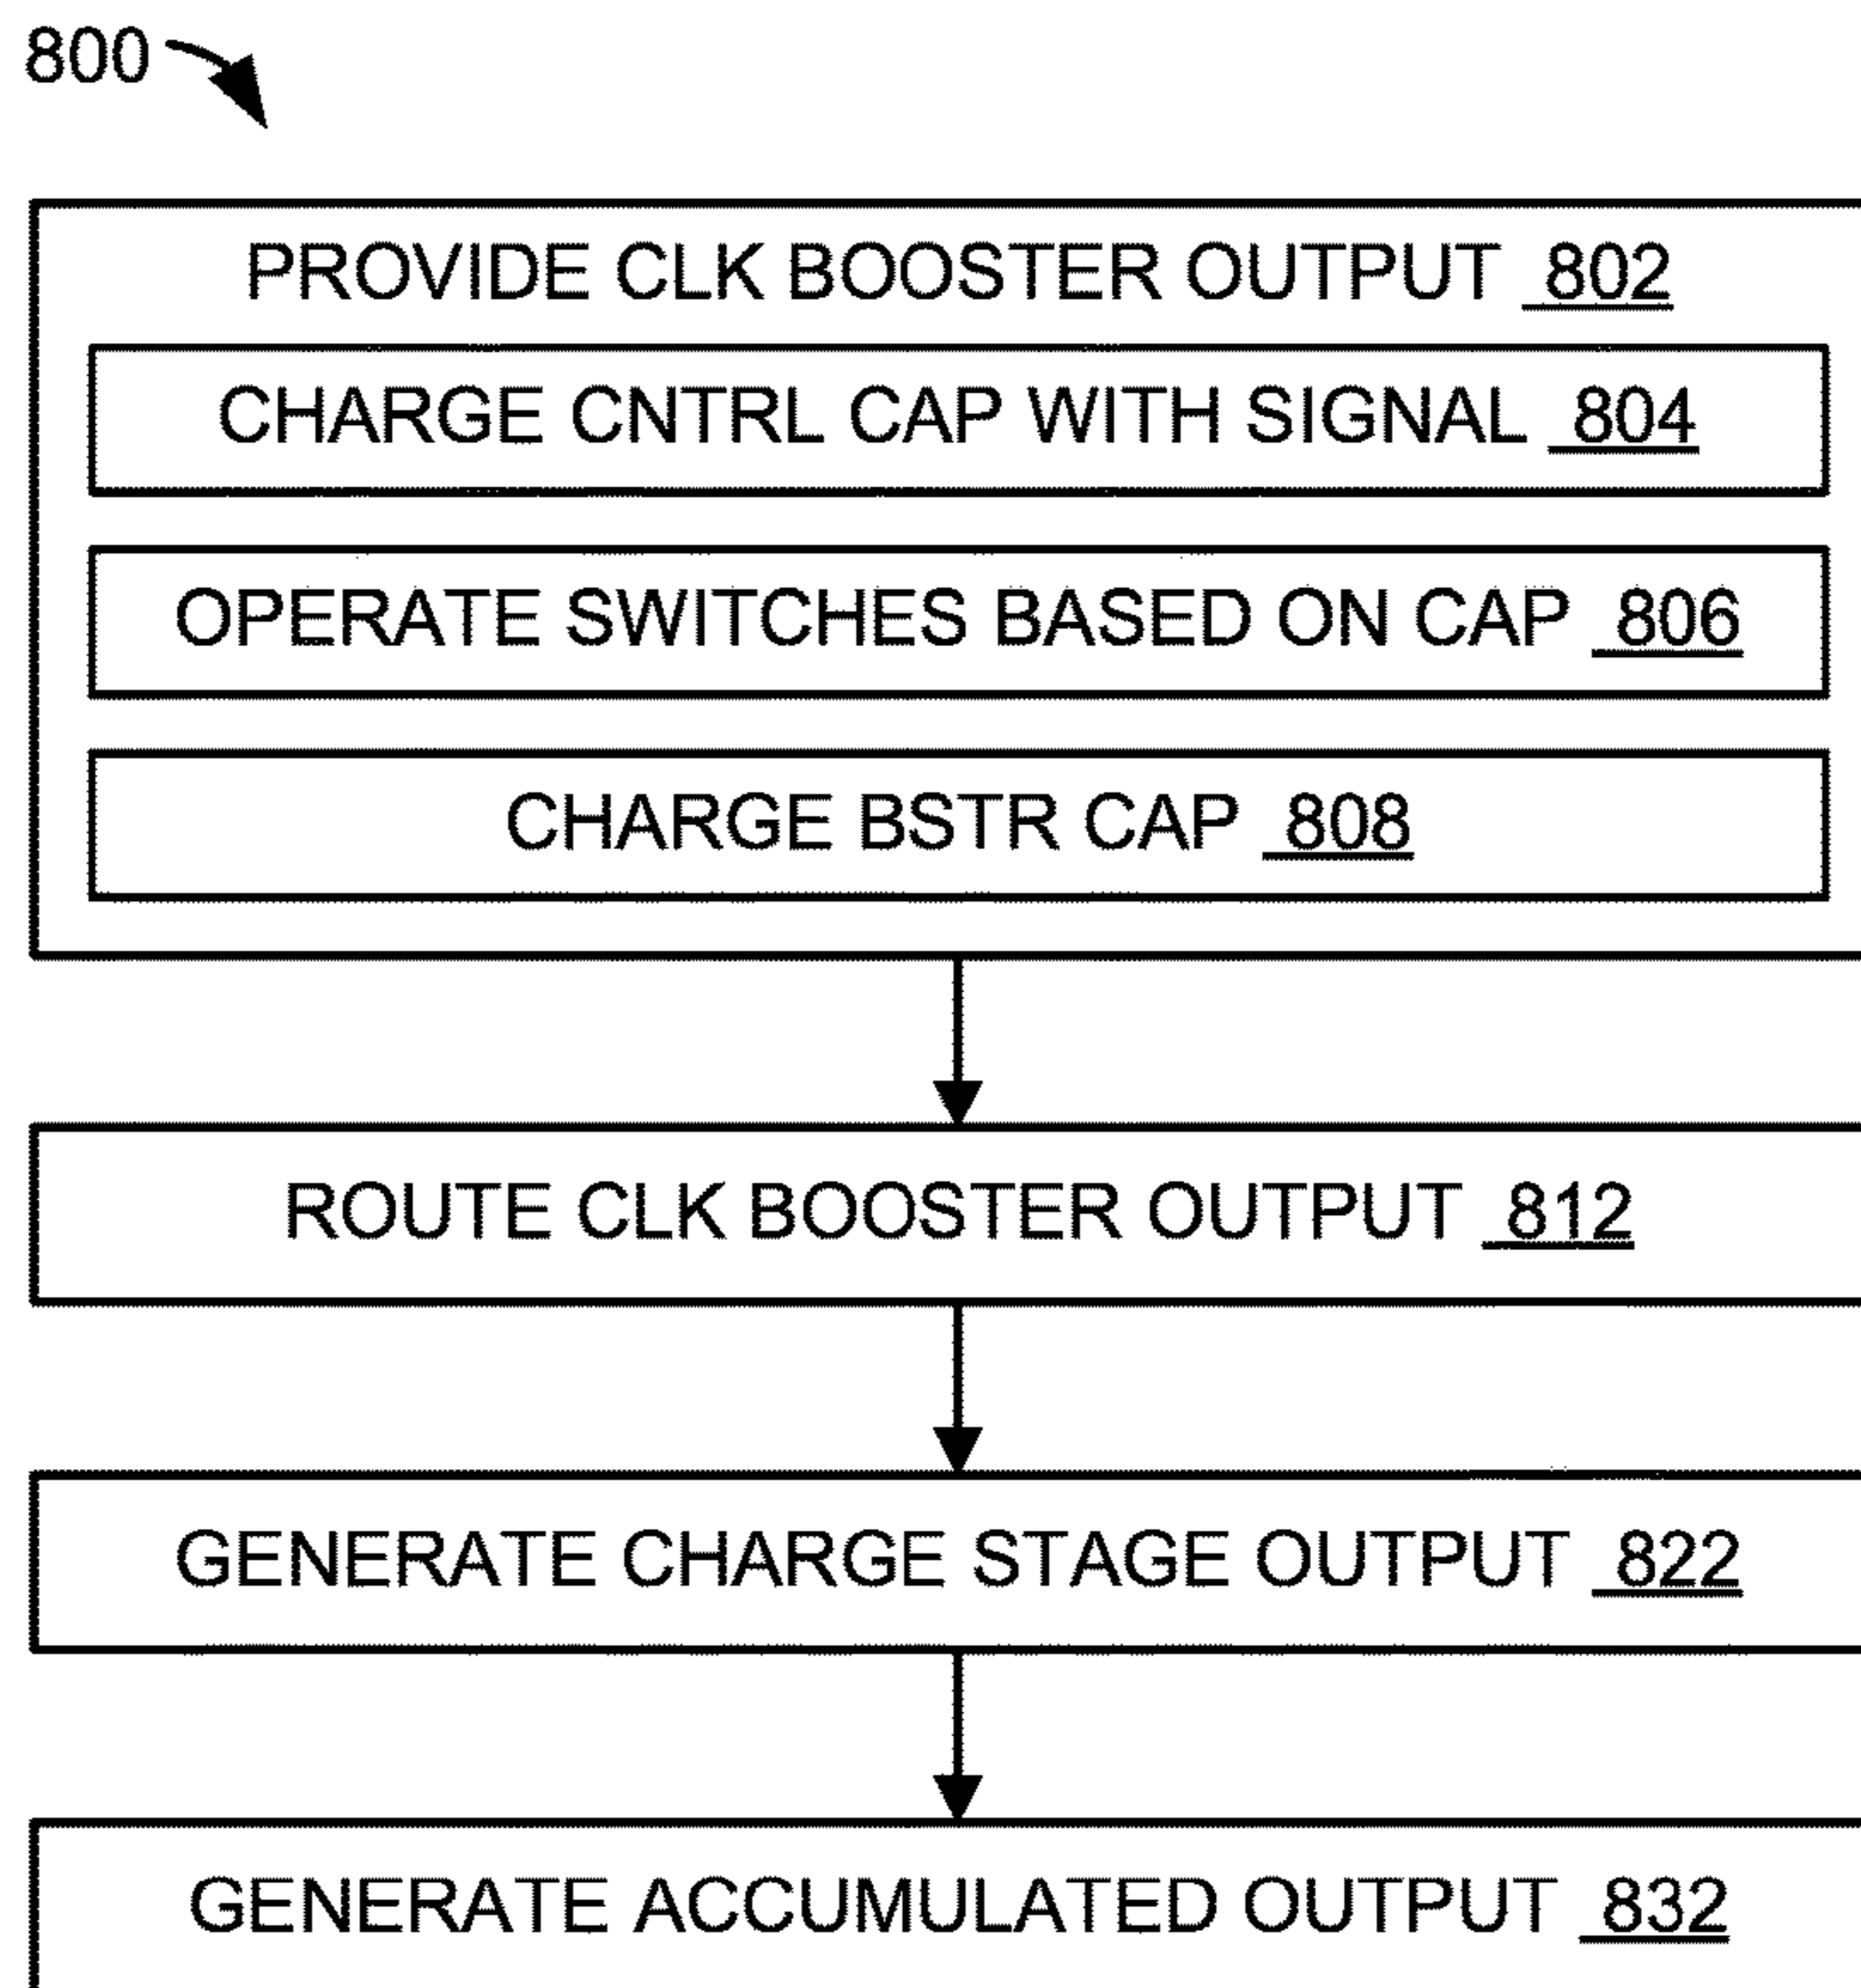 800
PROVIDE CLK BOOSTER OUTPUT 802
CHARGE CNTRL CAP WITH SIGNAL 804
OPERATE SWITCHES BASED ON CAP 806
CHARGE BSTR CAP 808
ROUTE CLK BOOSTER OUTPUT 812
GENERATE CHARGE STAGE OUTPUT 822
GENERATE ACCUMULATED OUTPUT 832